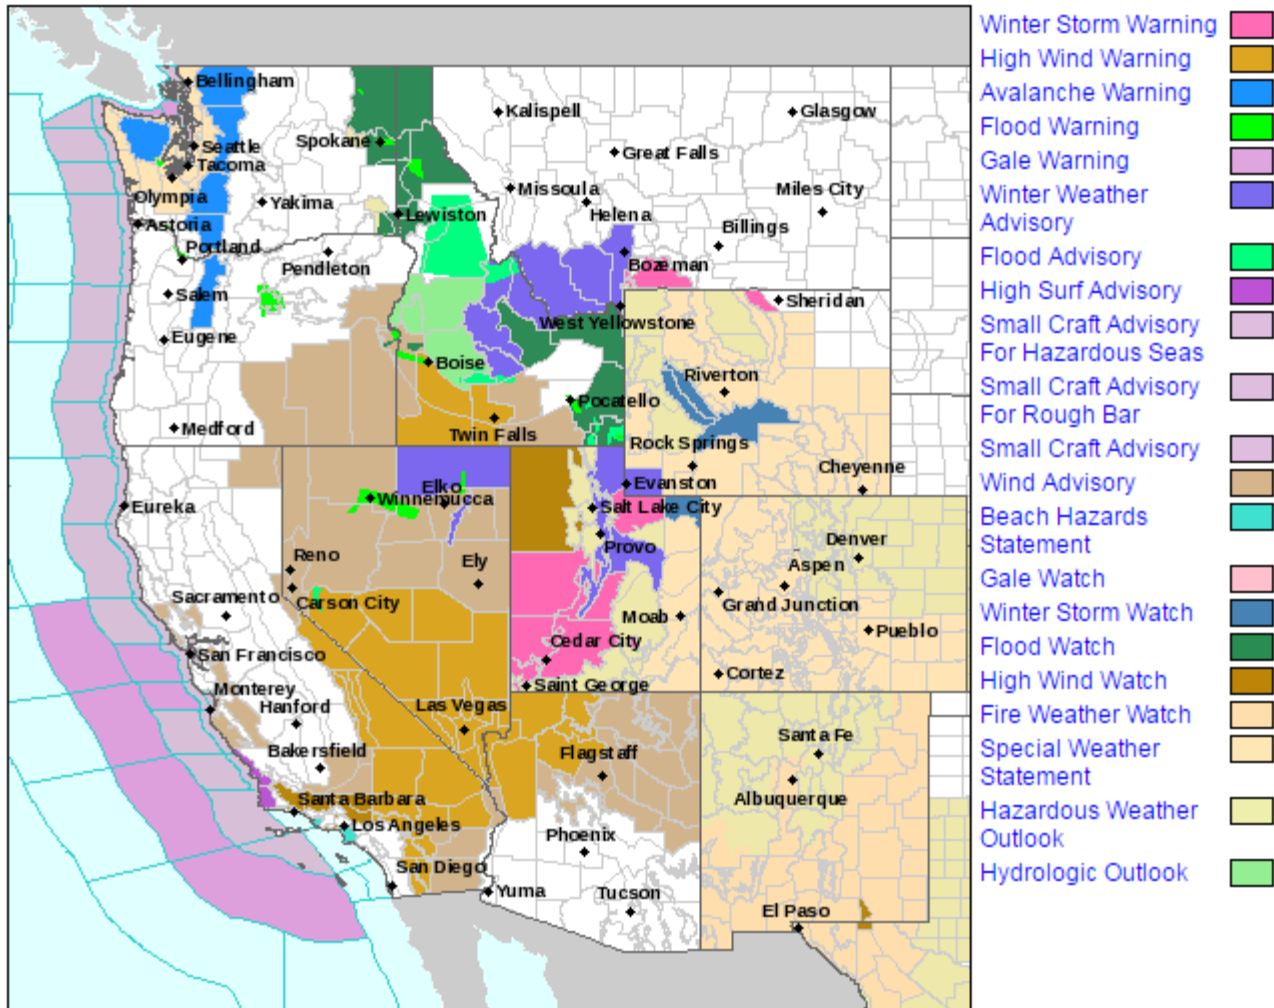 Bellingham
Kalispell
Glasgow
Spokane
Seattle
Great Falls
Tacoma
Missoula
Miles City
Olympia
Yakima
Helena
Lewiston
Astoria
Billings
Portland
Pendleton
Bozeman
Salem
Sheridan
West Yellowstone
Eugene
Boise
Riverton
Pocatello
Medford
Twin Falls
Rock Springs
Cheyenne
Elko
Evanston
Winnemucca
Eureka
Salt Lake City
Denver
Provo
Reno
Ely
Aspen
Sacramento
Carson City
Grand Junction
Moab
Pueblo
Cedar City
San Francisco
Cortez
Saint George
Monterey
Hanford
Las Vegas
Santa Fe
Bakersfield
Flagstaff
Santa Barbara
Albuquerque
Los Angeles
Phoenix
San Diego
Yuma
Tucson
El Paso
Winter Storm Warning
High Wind Warning
Avalanche Warning
Flood Warning
Gale Warning
Winter Weather
Advisory
Flood Advisory
High Surf Advisory
Small Craft Advisory
For Hazardous Seas
Small Craft Advisory
For Rough Bar
Small Craft Advisory
Wind Advisory
Beach Hazards
Statement
Gale Watch
Winter Storm Watch
Flood Watch
High Wind Watch
Fire Weather Watch
Special Weather
Statement
Hazardous Weather
Outlook
Hydrologic Outlook